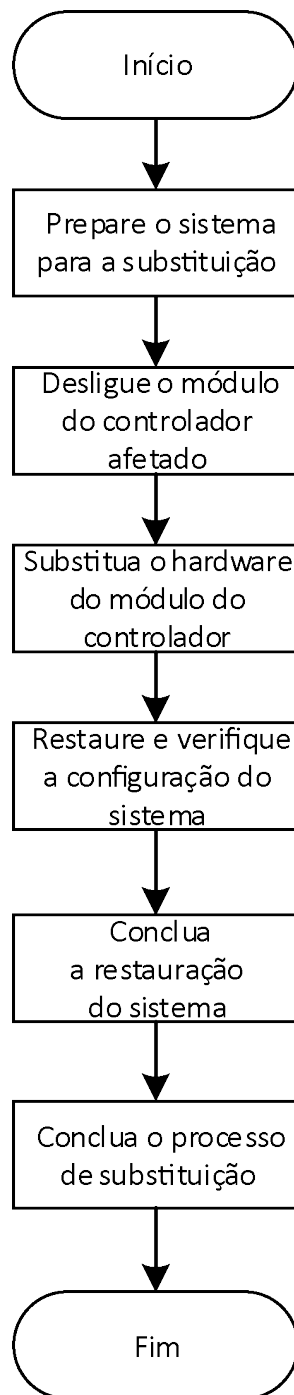 Início
Prepare o sistema
para a substituição
Desligue o módulo
do controlador
afetado
Substitua o hardware
do módulo do
controlador
Restaure e verifique
a configuração do
sistema
Conclua
a restauração
do sistema
Conclua o processo
de substituição
Fim